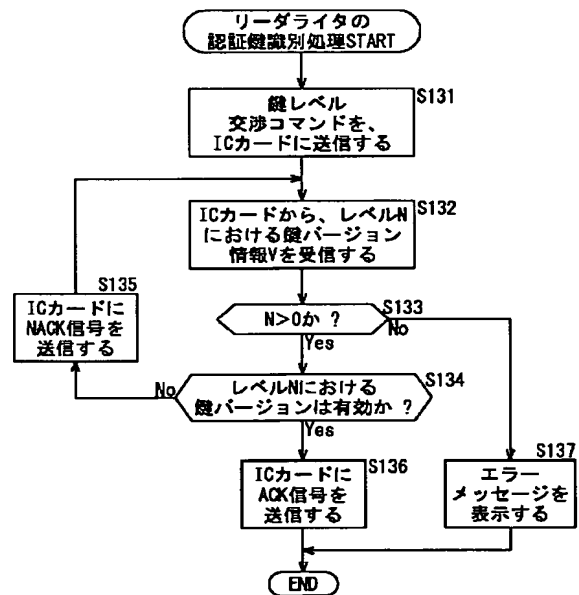 リーダライタの
認証鍵識別処理START
S131
鍵レベル
交渉コマンドを、
ICカードに送信する
S132
ICカードから、レベルN
における鍵バージョン
情報Vを受信する
S135
ICカードに
NACK信号を
送信する
S133
N>0か ?
No
Yes
S134
レベルNにおける
鍵バージョンは有効か ?
No
Yes
S136
ICカードに
ACK信号を
送信する
S137
エラー
メッセージを
表示する
END